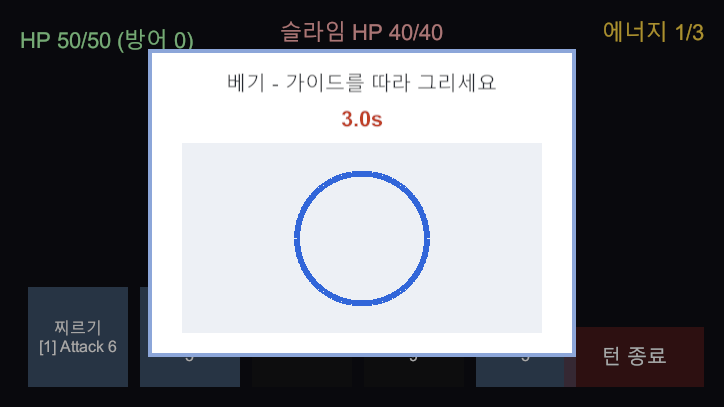 HP 50/50 (방어 0)
슬라임 HP 40/40
에너지 1/3
베기 - 가이드를 따라 그리세요
3.0s
찌르기
[1] Attack 6
턴 종료